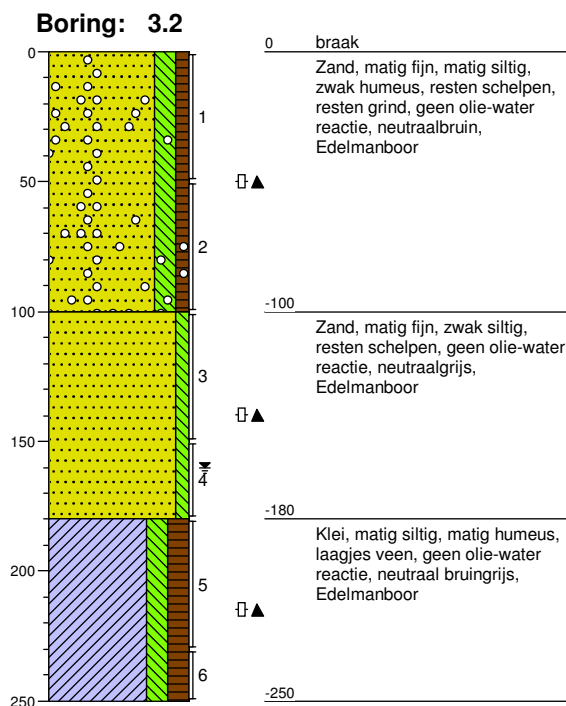 Boring: 3.2
0
50
100
150
200
250
1
2
3
4
5
6
0 braak
Zand, matig fijn, matig siltig,
zwak humeus, resten schelpen,
resten grind, geen olie-water
reactie, neutraalbruin,
Edelmanboor
-100
Zand, matig fijn, zwak siltig,
resten schelpen, geen olie-water
reactie, neutraalgrijs,
Edelmanboor
-180
Klei, matig siltig, matig humeus,
laagjes veen, geen olie-water
reactie, neutraal bruingrijs,
Edelmanboor
-250